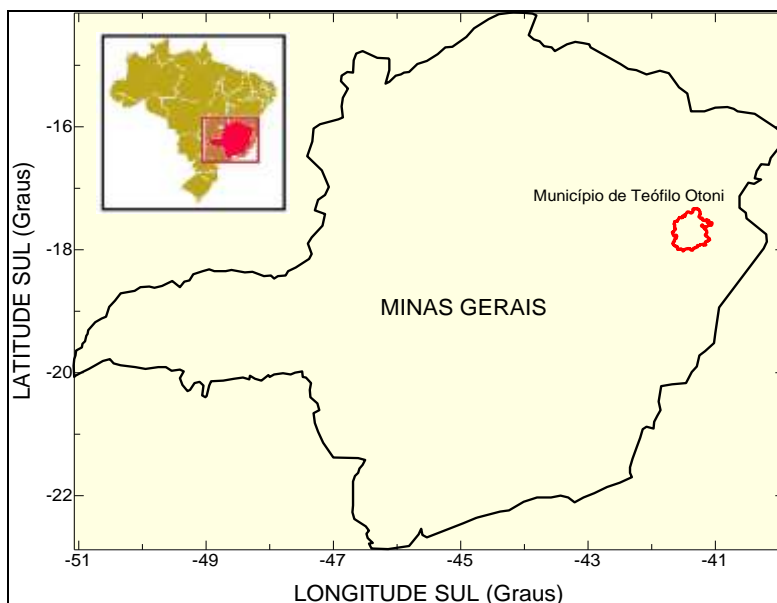 -16
Município de Teófilo Otoni
-18
LATITUDE SUL (Graus)
MINAS GERAIS
-20
-22
-51 -49 -47 -45 -43 -41
LONGITUDE SUL (Graus)